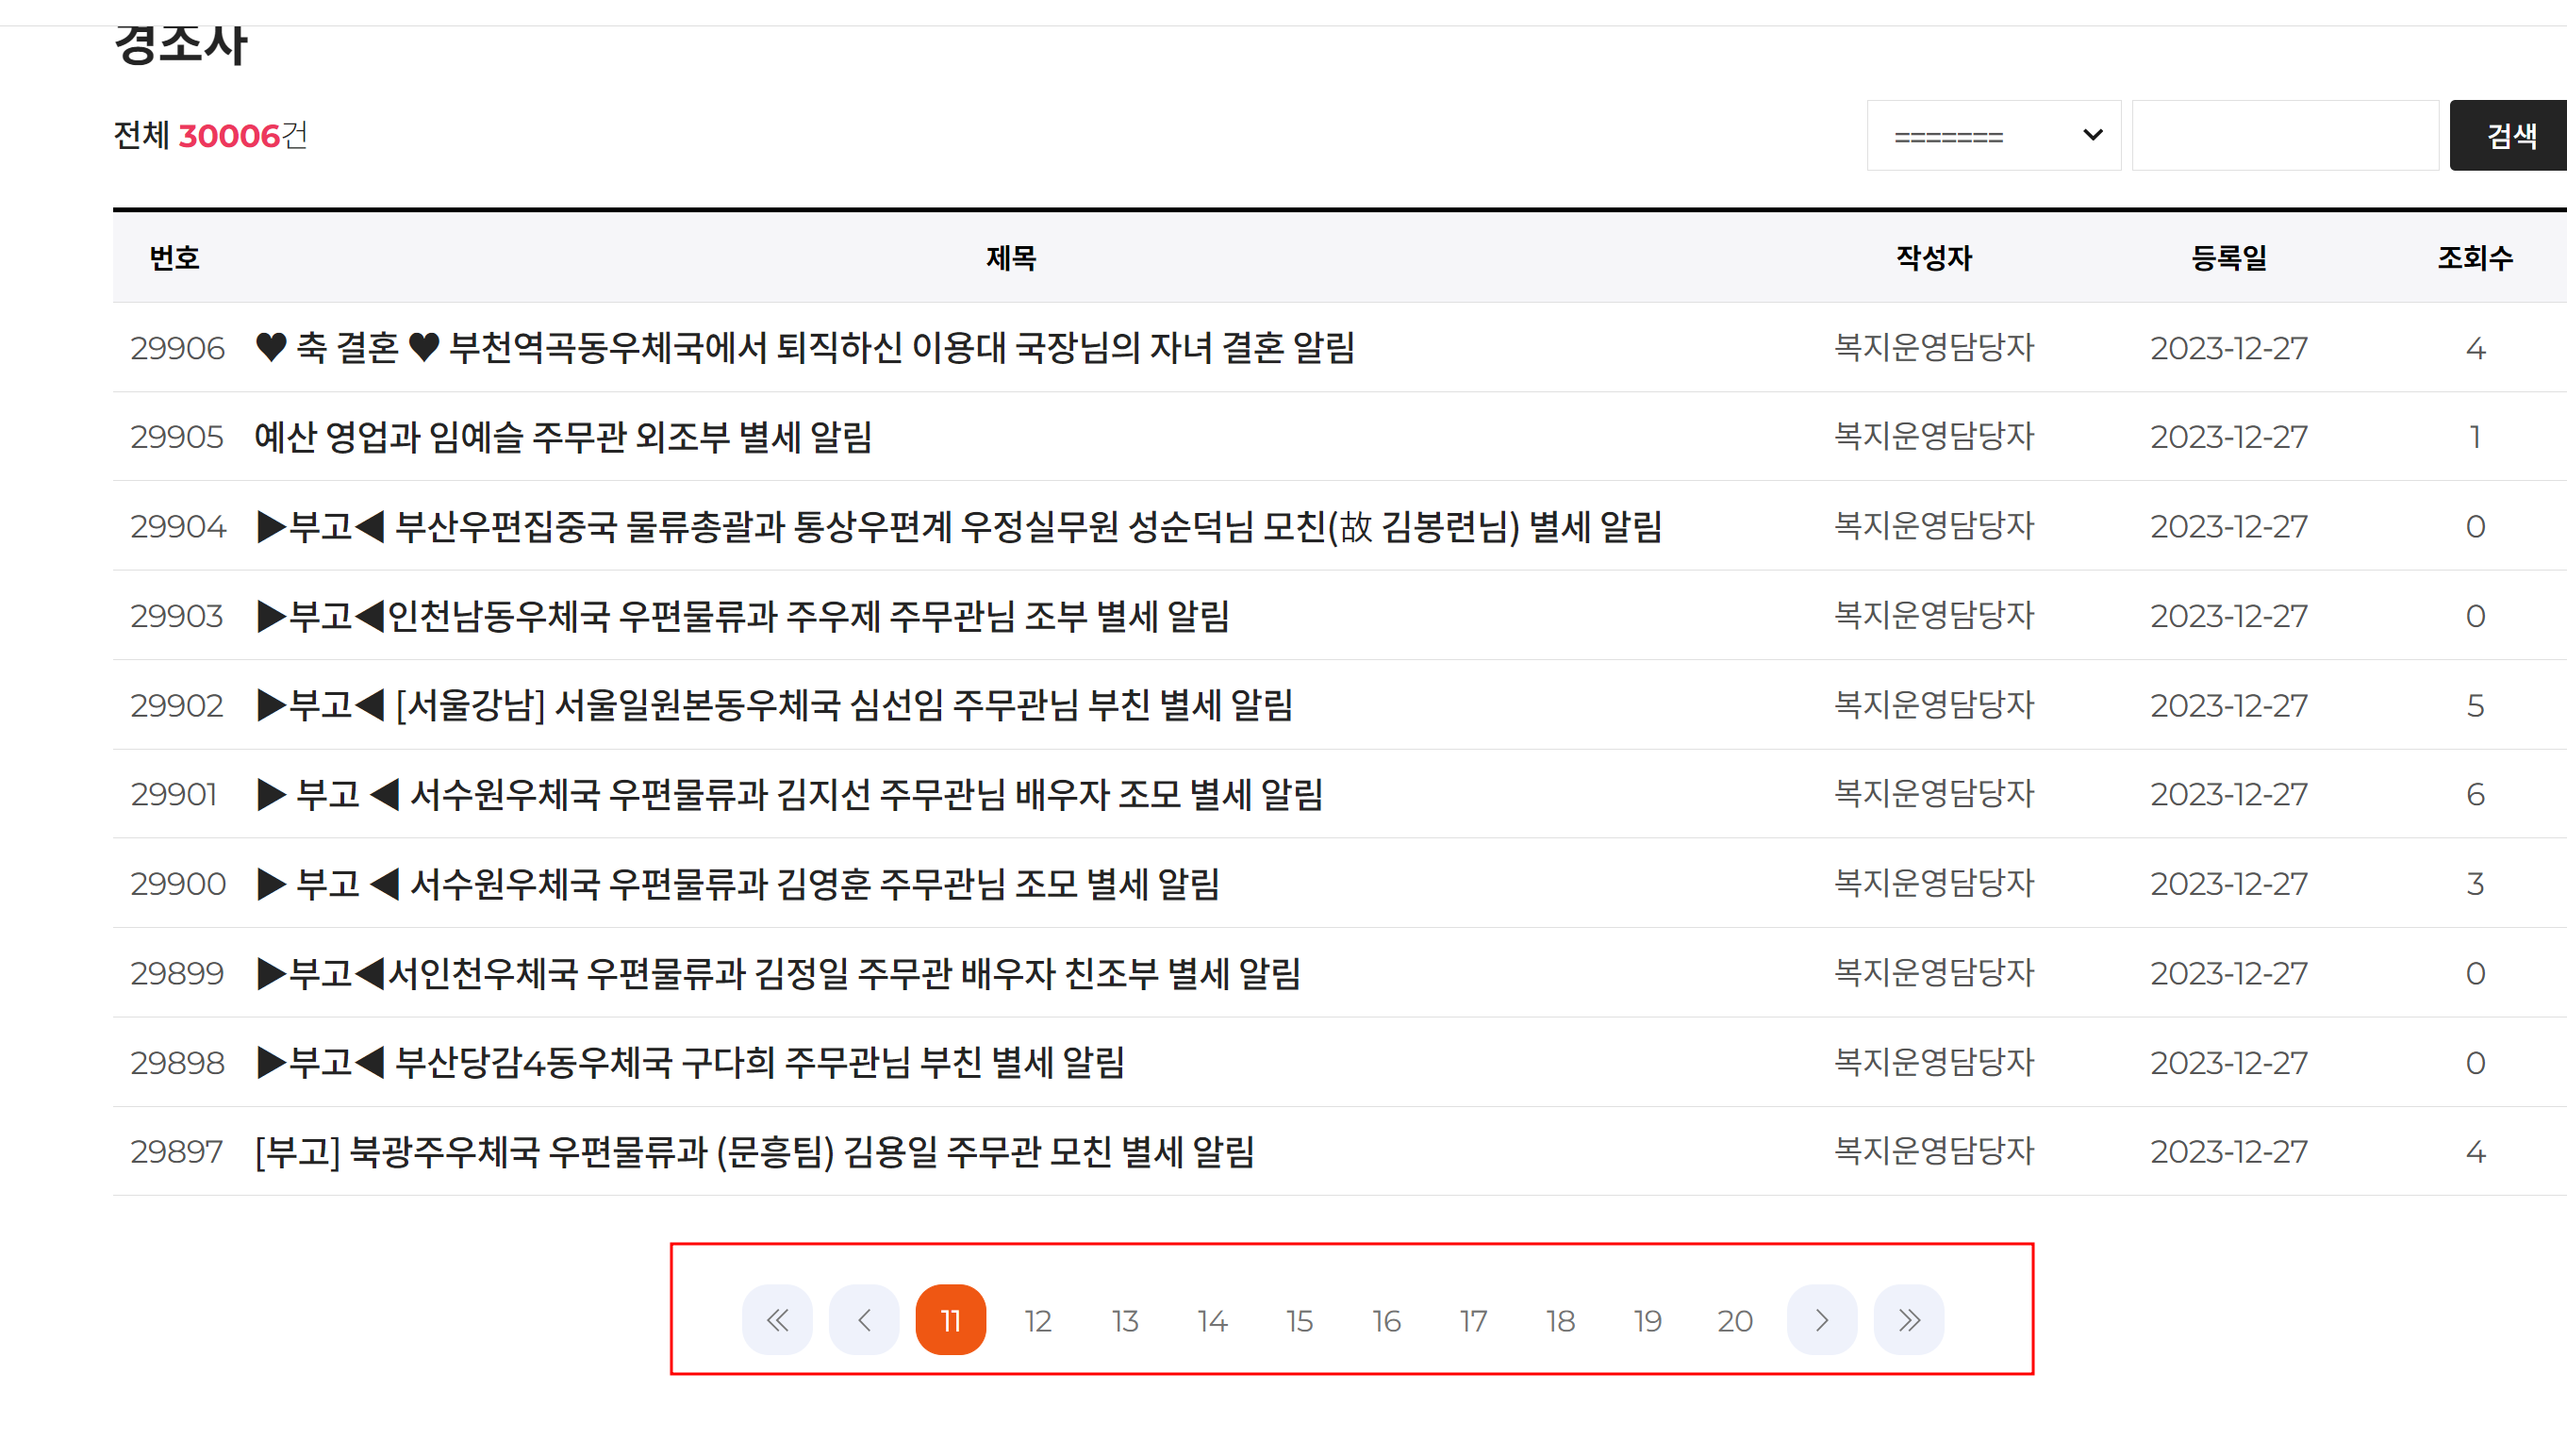 경조사
전체 30006건
=======
검색
번호 제목 작성자 등록일 조회수
29906 ♥ 축 결혼 ♥ 부천역곡동우체국에서 퇴직하신 이용대 국장님의 자녀 결혼 알림 복지운영담당자 2023-12-27 4
29905 예산 영업과 임예슬 주무관 외조부 별세 알림 복지운영담당자 2023-12-27 1
29904 ▶부고◀ 부산우편집중국 물류총괄과 통상우편계 우정실무원 성순덕님 모친(故 김봉련님) 별세 알림 복지운영담당자 2023-12-27 0
29903 ▶부고◀인천남동우체국 우편물류과 주우제 주무관님 조부 별세 알림 복지운영담당자 2023-12-27 0
29902 ▶부고◀ [서울강남] 서울일원본동우체국 심선임 주무관님 부친 별세 알림 복지운영담당자 2023-12-27 5
29901 ▶ 부고 ◀ 서수원우체국 우편물류과 김지선 주무관님 배우자 조모 별세 알림 복지운영담당자 2023-12-27 6
29900 ▶ 부고 ◀ 서수원우체국 우편물류과 김영훈 주무관님 조모 별세 알림 복지운영담당자 2023-12-27 3
29899 ▶부고◀서인천우체국 우편물류과 김정일 주무관 배우자 친조부 별세 알림 복지운영담당자 2023-12-27 0
29898 ▶부고◀ 부산당감4동우체국 구다희 주무관님 부친 별세 알림 복지운영담당자 2023-12-27 0
29897 [부고] 북광주우체국 우편물류과 (문흥팀) 김용일 주무관 모친 별세 알림 복지운영담당자 2023-12-27 4
11 12 13 14 15 16 17 18 19 20